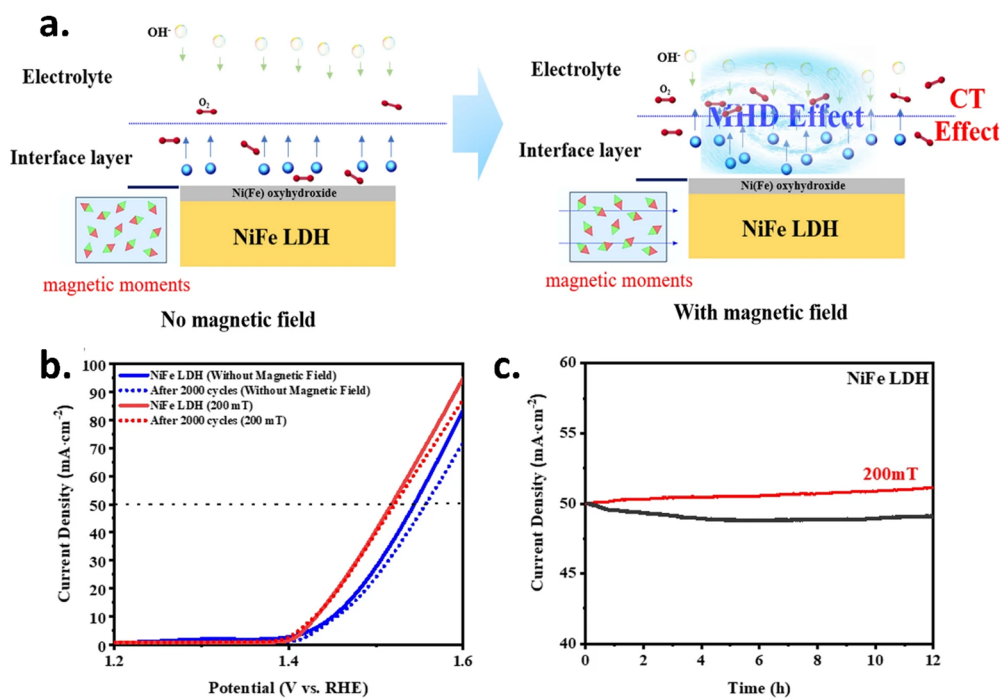 a.
OH⁻
Electrolyte
O₂
Interface layer
Ni(Fe) oxyhydroxide
NiFe LDH
magnetic moments
No magnetic field
OH⁻
Electrolyte
O₂
MHD Effect
CT
Effect
Interface layer
Ni(Fe) oxyhydroxide
NiFe LDH
magnetic moments
With magnetic field
b.
NiFe LDH (Without Magnetic Field)
After 2000 cycles (Without Magnetic Field)
NiFe LDH (200 mT)
After 2000 cycles (200 mT)
100
90
80
70
60
50
40
30
20
10
0
Current Density (mA·cm⁻²)
1.2
1.4
1.6
Potential (V vs. RHE)
c.
NiFe LDH
200mT
60
55
50
45
40
Current Density (mA·cm⁻²)
0
2
4
6
8
10
12
Time (h)